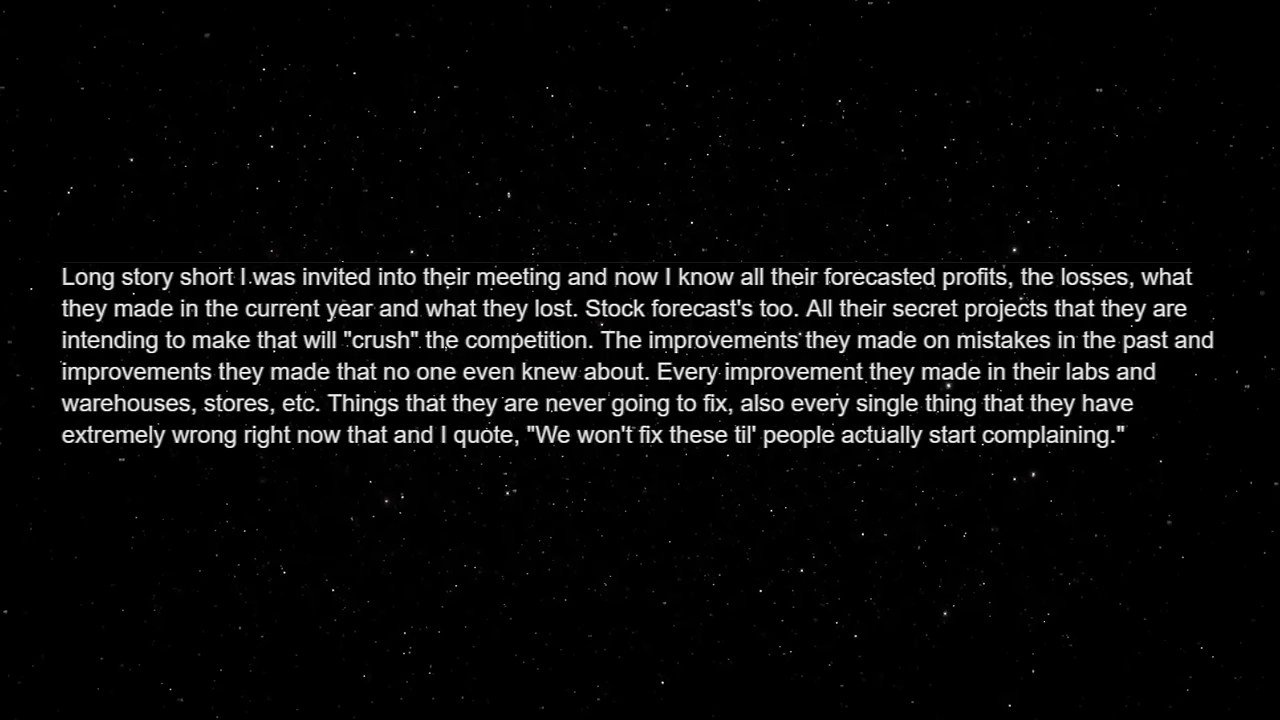 Long story short I was invited into their meeting and now I know all their forecasted profits, the losses, what
they made in the current year and what they lost. Stock forecast's too. All their secret projects that they are
intending to make that will "crush" the competition. The improvements they made on mistakes in the past and
improvements they made that no one even knew about. Every improvement they made in their labs and
warehouses, stores, etc. Things that they are never going to fix, also every single thing that they have
extremely wrong right now that and I quote, "We won't fix these til' people actually start complaining."